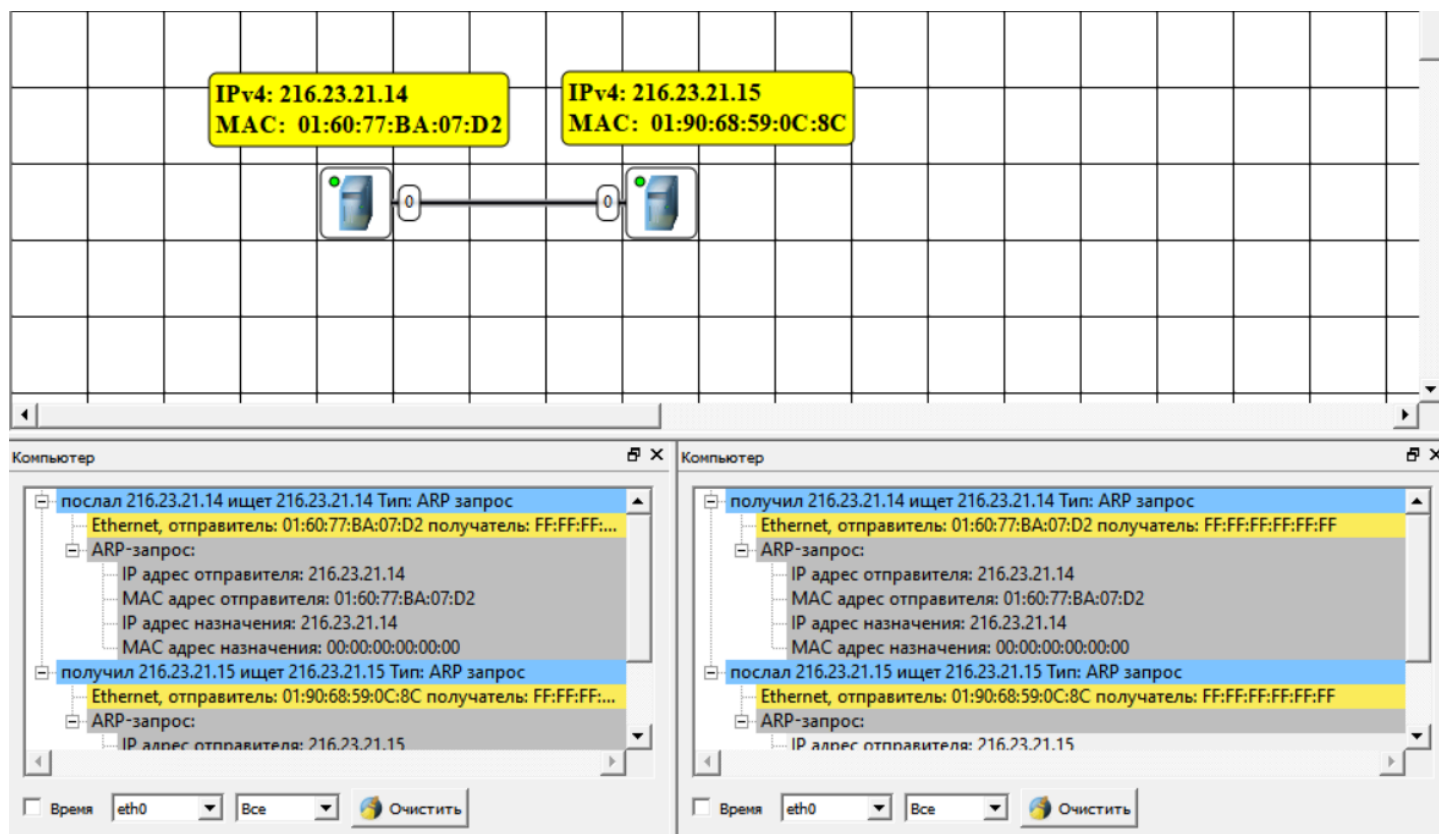 IPv4: 216.23.21.14
MAC: 01:60:77:BA:07:D2
IPv4: 216.23.21.15
MAC: 01:90:68:59:0C:8C
0
0
Компьютер
послал 216.23.21.14 ищет 216.23.21.14 Тип: ARP запрос
Ethernet, отправитель: 01:60:77:BA:07:D2 получатель: FF:FF:FF:...
ARP-запрос:
IP адрес отправителя: 216.23.21.14
MAC адрес отправителя: 01:60:77:BA:07:D2
IP адрес назначения: 216.23.21.14
MAC адрес назначения: 00:00:00:00:00:00
получил 216.23.21.15 ищет 216.23.21.15 Тип: ARP запрос
Ethernet, отправитель: 01:90:68:59:0C:8C получатель: FF:FF:FF:...
ARP-запрос:
IP адрес отправителя: 216.23.21.15
Время eth0 Все Очистить
Компьютер
получил 216.23.21.14 ищет 216.23.21.14 Тип: ARP запрос
Ethernet, отправитель: 01:60:77:BA:07:D2 получатель: FF:FF:FF:FF:FF:FF
ARP-запрос:
IP адрес отправителя: 216.23.21.14
MAC адрес отправителя: 01:60:77:BA:07:D2
IP адрес назначения: 216.23.21.14
MAC адрес назначения: 00:00:00:00:00:00
послал 216.23.21.15 ищет 216.23.21.15 Тип: ARP запрос
Ethernet, отправитель: 01:90:68:59:0C:8C получатель: FF:FF:FF:FF:FF:FF
ARP-запрос:
IP адрес отправителя: 216.23.21.15
Время eth0 Все Очистить